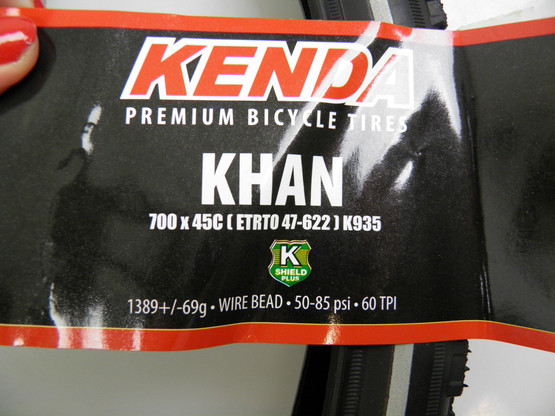 KENDA
PREMIUM BICYCLE TIRES
KHAN
700 x 45C ( ETRTO 47-622 ) K935
K
SHIELD
PLUS
1389+/-69g • WIRE BEAD • 50-85 psi • 60 TPI